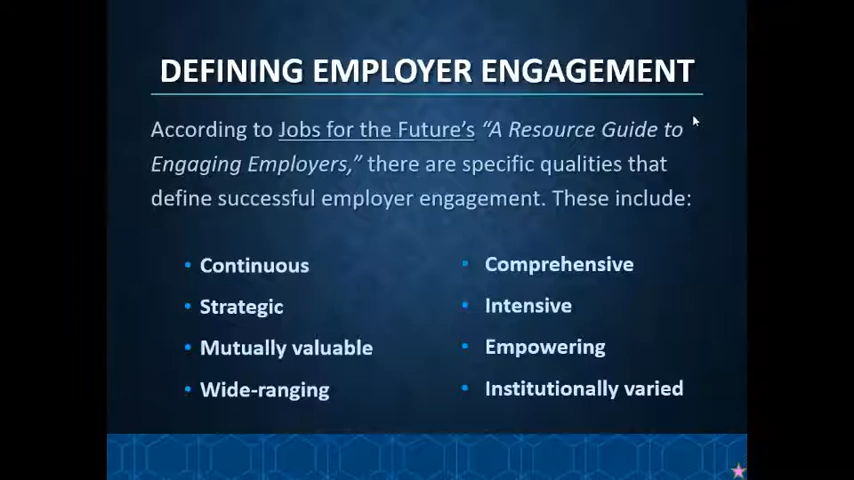 DEFINING EMPLOYER ENGAGEMENT
According to Jobs for the Future's “A Resource Guide to
Engaging Employers,” there are specific qualities that
define successful employer engagement. These include:
• Continuous
• Strategic
• Mutually valuable
• Wide-ranging
• Comprehensive
• Intensive
• Empowering
• Institutionally varied